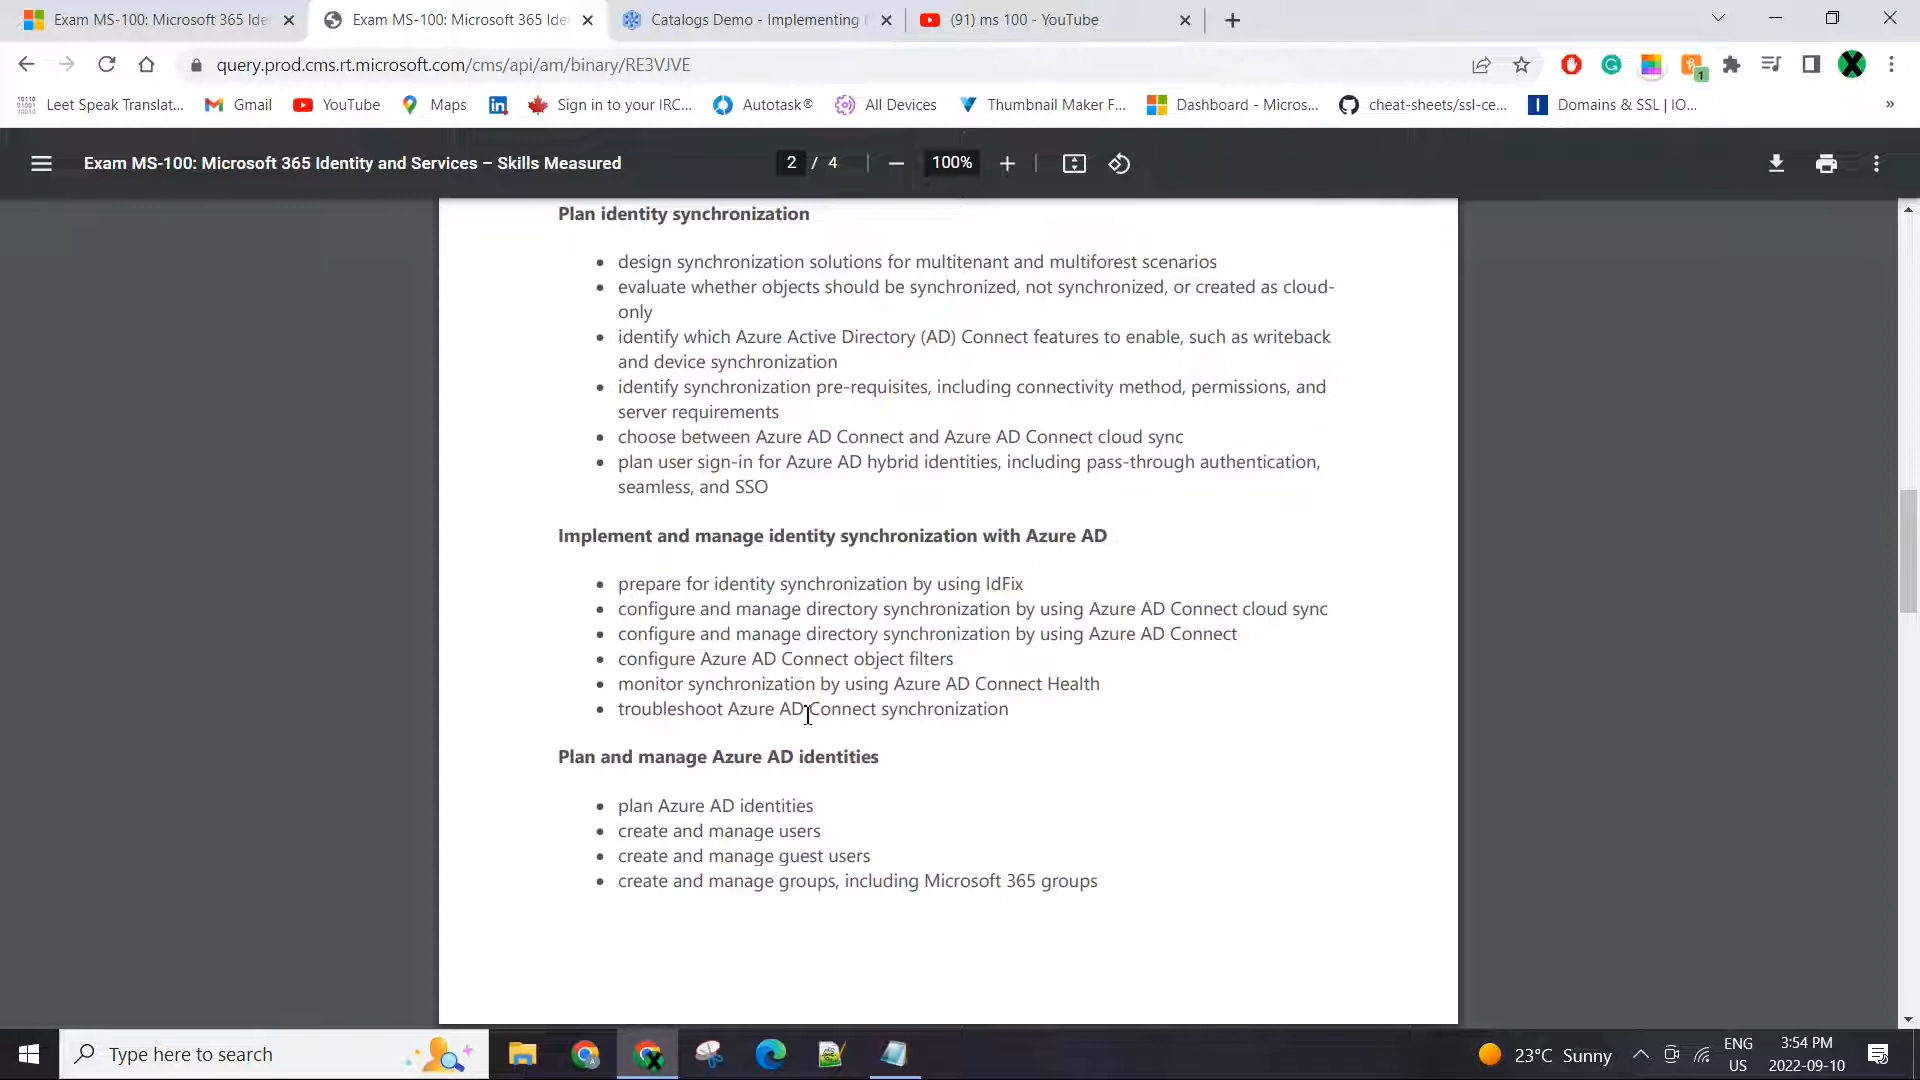 Exam MS-100: Microsoft 365 Ide
Exam MS-100: Microsoft 365 Ide
Catalogs Demo - Implementing
(91) ms 100 - YouTube
query.prod.cms.rt.microsoft.com/cms/api/am/binary/RE3VJVE
1
Leet Speak Translat...
Gmail
YouTube
Maps
Sign in to your IRC...
Autotask®
All Devices
Thumbnail Maker F...
Dashboard - Micros...
cheat-sheets/ssl-ce...
Domains & SSL | IO...
»
Exam MS-100: Microsoft 365 Identity and Services – Skills Measured
2 / 4
100%
Plan identity synchronization
• design synchronization solutions for multitenant and multiforest scenarios
• evaluate whether objects should be synchronized, not synchronized, or created as cloud-
only
• identify which Azure Active Directory (AD) Connect features to enable, such as writeback
and device synchronization
• identify synchronization pre-requisites, including connectivity method, permissions, and
server requirements
• choose between Azure AD Connect and Azure AD Connect cloud sync
• plan user sign-in for Azure AD hybrid identities, including pass-through authentication,
seamless, and SSO
Implement and manage identity synchronization with Azure AD
• prepare for identity synchronization by using IdFix
• configure and manage directory synchronization by using Azure AD Connect cloud sync
• configure and manage directory synchronization by using Azure AD Connect
• configure Azure AD Connect object filters
• monitor synchronization by using Azure AD Connect Health
• troubleshoot Azure AD Connect synchronization
Plan and manage Azure AD identities
• plan Azure AD identities
• create and manage users
• create and manage guest users
• create and manage groups, including Microsoft 365 groups
Type here to search
23°C Sunny
ENG
US
3:54 PM
2022-09-10